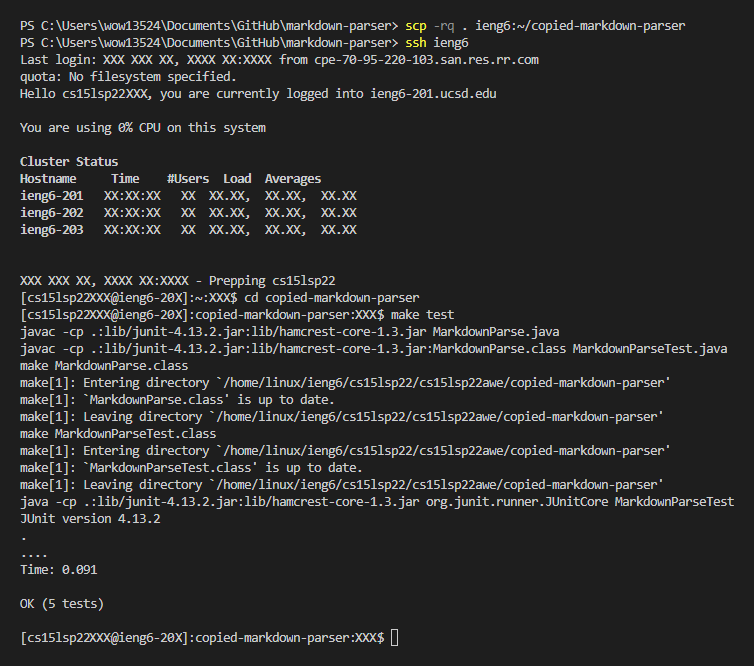 PS C:\Users\wow13524\Documents\GitHub\markdown-parser> scp -rq . ieng6:~/copied-markdown-parser
PS C:\Users\wow13524\Documents\GitHub\markdown-parser> ssh ieng6
Last login: XXX XXX XX, XXXX XX:XXXX from cpe-70-95-220-103.san.res.rr.com
quota: No filesystem specified.
Hello cs15lsp22XXX, you are currently logged into ieng6-201.ucsd.edu
You are using 0% CPU on this system
Cluster Status
Hostname     Time    #Users  Load  Averages
ieng6-201   XX:XX:XX   XX  XX.XX,  XX.XX,  XX.XX
ieng6-202   XX:XX:XX   XX  XX.XX,  XX.XX,  XX.XX
ieng6-203   XX:XX:XX   XX  XX.XX,  XX.XX,  XX.XX
XXX XXX XX, XXXX XX:XXXX - Prepping cs15lsp22
[cs15lsp22XXX@ieng6-20X]:~:XXX$ cd copied-markdown-parser
[cs15lsp22XXX@ieng6-20X]:copied-markdown-parser:XXX$ make test
javac -cp .:lib/junit-4.13.2.jar:lib/hamcrest-core-1.3.jar MarkdownParse.java
javac -cp .:lib/junit-4.13.2.jar:lib/hamcrest-core-1.3.jar:MarkdownParse.class MarkdownParseTest.java
make MarkdownParse.class
make[1]: Entering directory `/home/linux/ieng6/cs15lsp22/cs15lsp22awe/copied-markdown-parser'
make[1]: `MarkdownParse.class' is up to date.
make[1]: Leaving directory `/home/linux/ieng6/cs15lsp22/cs15lsp22awe/copied-markdown-parser'
make MarkdownParseTest.class
make[1]: Entering directory `/home/linux/ieng6/cs15lsp22/cs15lsp22awe/copied-markdown-parser'
make[1]: `MarkdownParseTest.class' is up to date.
make[1]: Leaving directory `/home/linux/ieng6/cs15lsp22/cs15lsp22awe/copied-markdown-parser'
java -cp .:lib/junit-4.13.2.jar:lib/hamcrest-core-1.3.jar org.junit.runner.JUnitCore MarkdownParseTest
JUnit version 4.13.2
.
....
Time: 0.091
OK (5 tests)
[cs15lsp22XXX@ieng6-20X]:copied-markdown-parser:XXX$